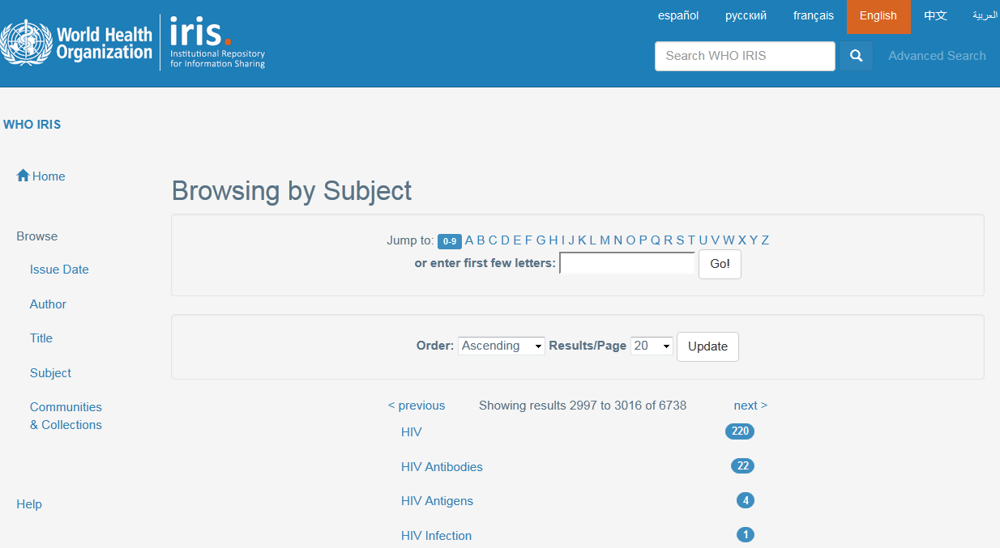 español русский français English 中文 العربية
World Health Organization
iris.
Institutional Repository
for Information Sharing
Search WHO IRIS
Advanced Search
WHO IRIS
Home
Browse
Issue Date
Author
Title
Subject
Communities
& Collections
Help
Browsing by Subject
Jump to: 0-9 A B C D E F G H I J K L M N O P Q R S T U V W X Y Z
or enter first few letters: Go!
Order: Ascending Results/Page 20 Update
< previous Showing results 2997 to 3016 of 6738 next >
HIV 220
HIV Antibodies 22
HIV Antigens 4
HIV Infection 1